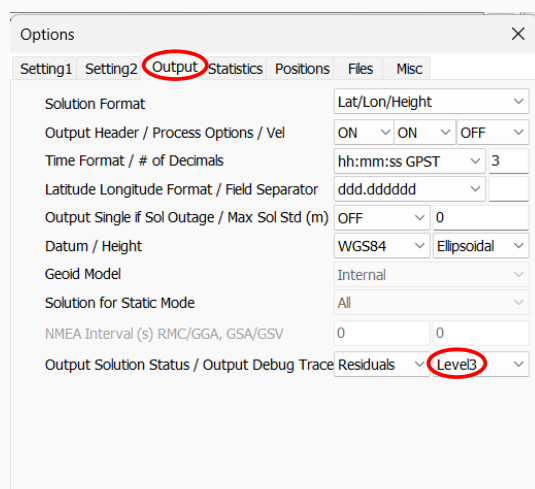 Options
Setting1 Setting2 Output Statistics Positions Files Misc
Solution Format Lat/Lon/Height
Output Header / Process Options / Vel ON ON OFF
Time Format / # of Decimals hh:mm:ss GPST 3
Latitude Longitude Format / Field Separator ddd.dddddd
Output Single if Sol Outage / Max Sol Std (m) OFF 0
Datum / Height WGS84 Ellipsoidal
Geoid Model Internal
Solution for Static Mode All
NMEA Interval (s) RMC/GGA, GSA/GSV 0 0
Output Solution Status / Output Debug Trace Residuals Level3